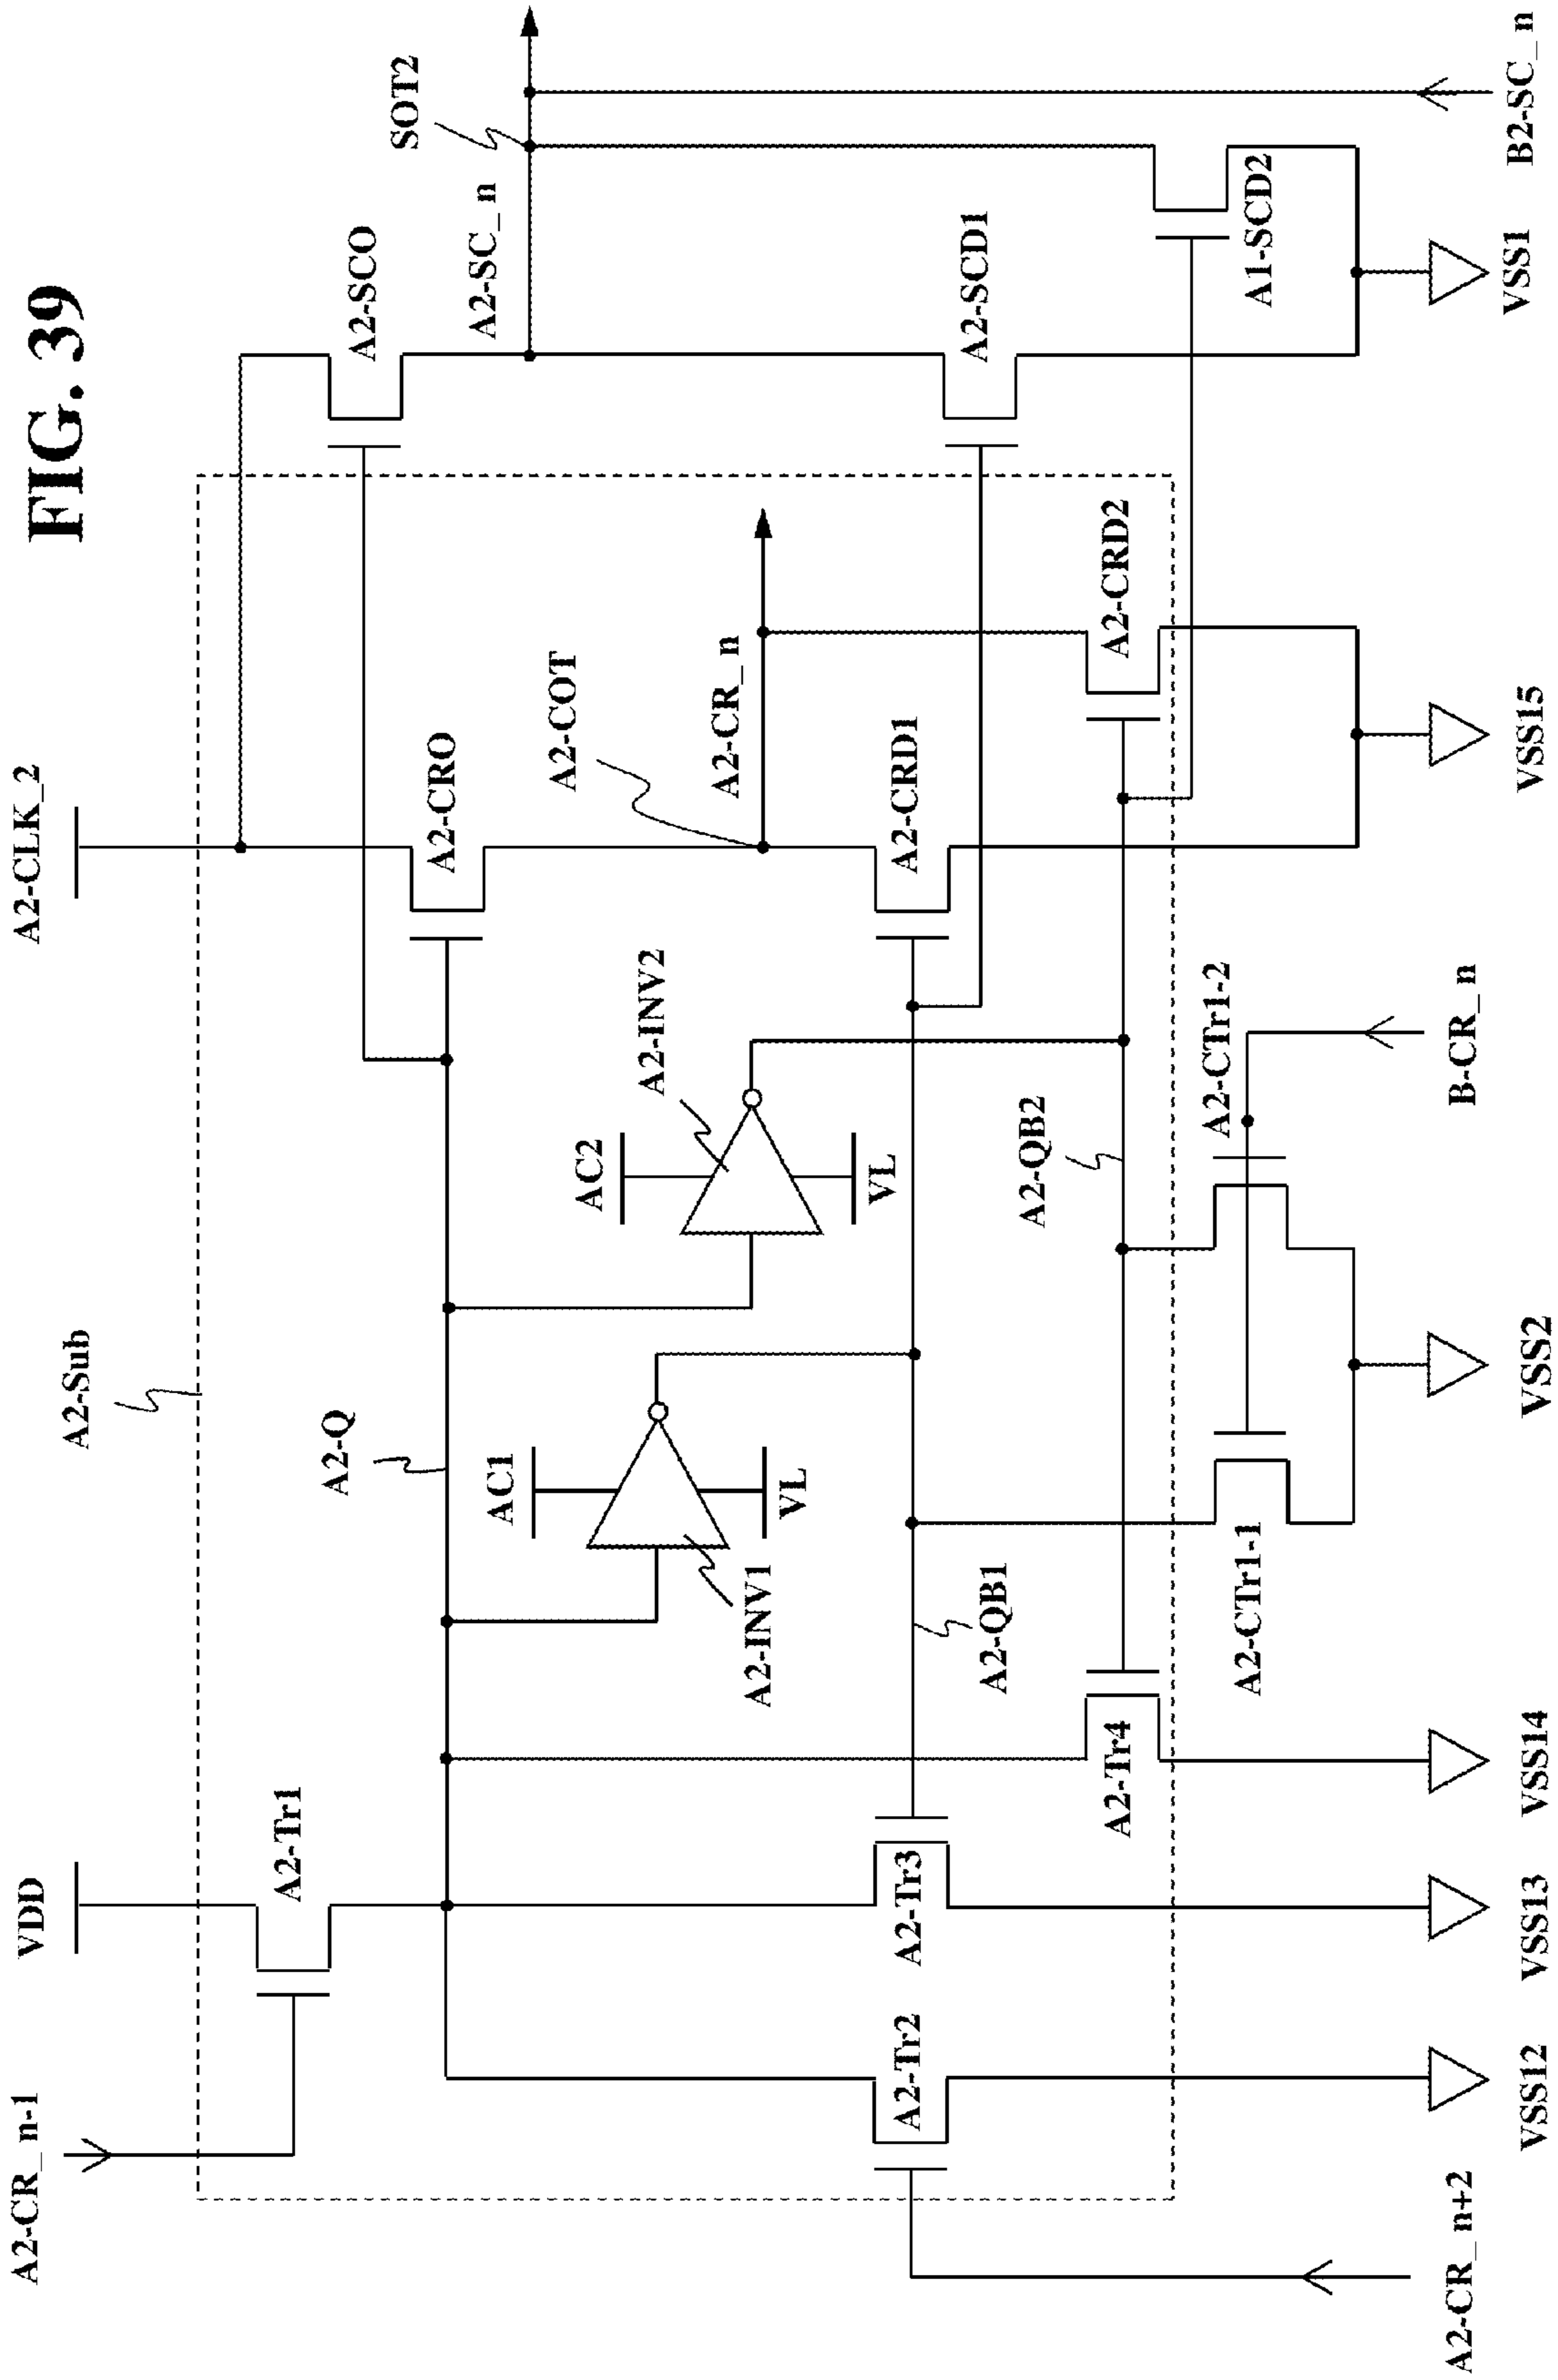 FIG. 39
A2-CR_n-1
VDD
A2-CLK_2
A2-Sub
A2-Tr1
A2-Q
A2-SCO
SOT2
A2-CRO
A2-SC_n
AC1
AC2
A2-INV2
A2-COT
A2-CR_n
A2-INV1
VL
VL
A2-Tr2
A2-Tr3
A2-CRD1
A2-SCD1
A2-QB1
A2-QB2
A2-Tr4
A2-CRD2
A2-CTr1-1
A2-CTr1-2
A1-SCD2
A2-CR_n+2
VSS12
VSS13
VSS14
VSS2
B-CR_n
VSS15
VSS1
B2-SC_n